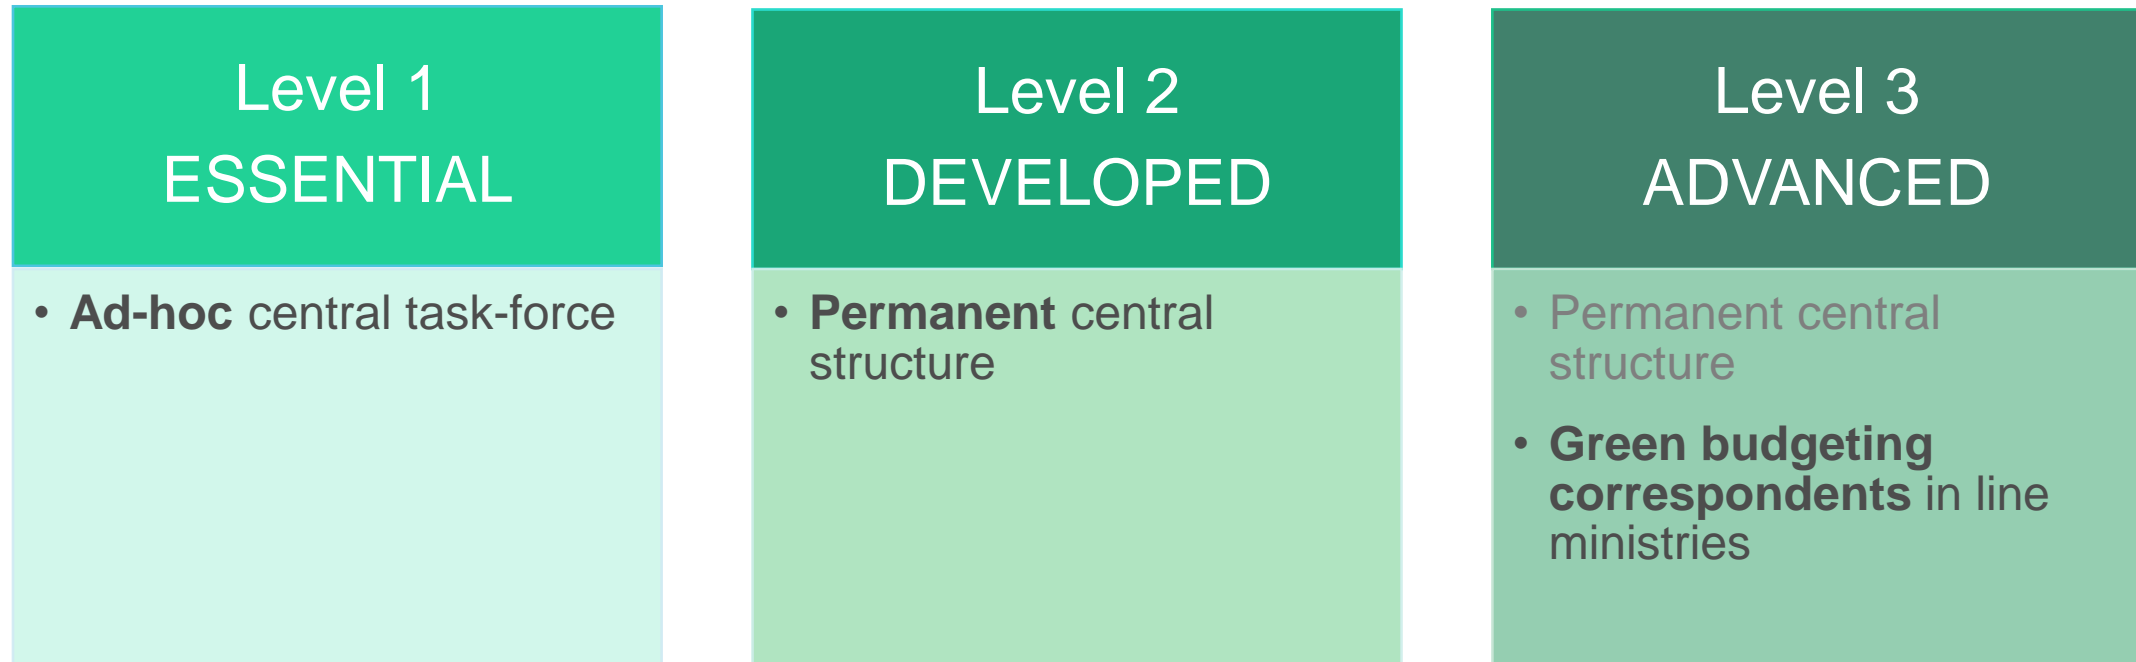 Level 1
ESSENTIAL
• Ad-hoc central task-force
Level 2
DEVELOPED
• Permanent central
structure
Level 3
ADVANCED
• Permanent central
structure
• Green budgeting
correspondents in line
ministries